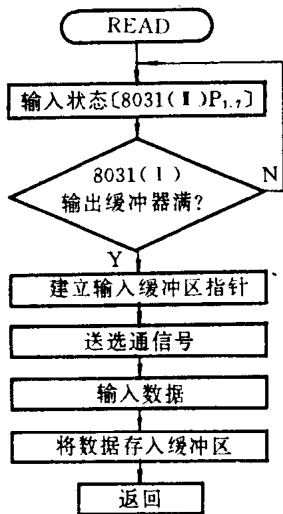 READ
输入状态〔8031(Ⅱ)P₁.₇〕
8031(Ⅰ)
输出缓冲器满?
N
Y
建立输入缓冲区指针
送选通信号
输入数据
将数据存入缓冲区
返回